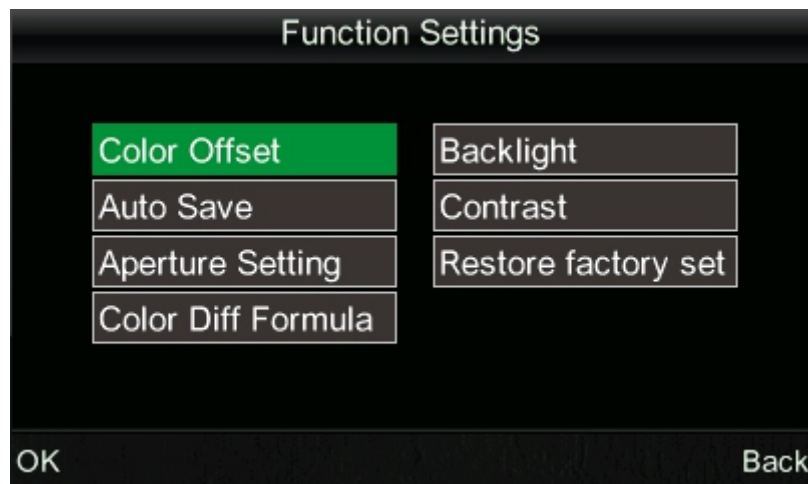 Function Settings
Color Offset
Auto Save
Aperture Setting
Color Diff Formula
Backlight
Contrast
Restore factory set
OK
Back